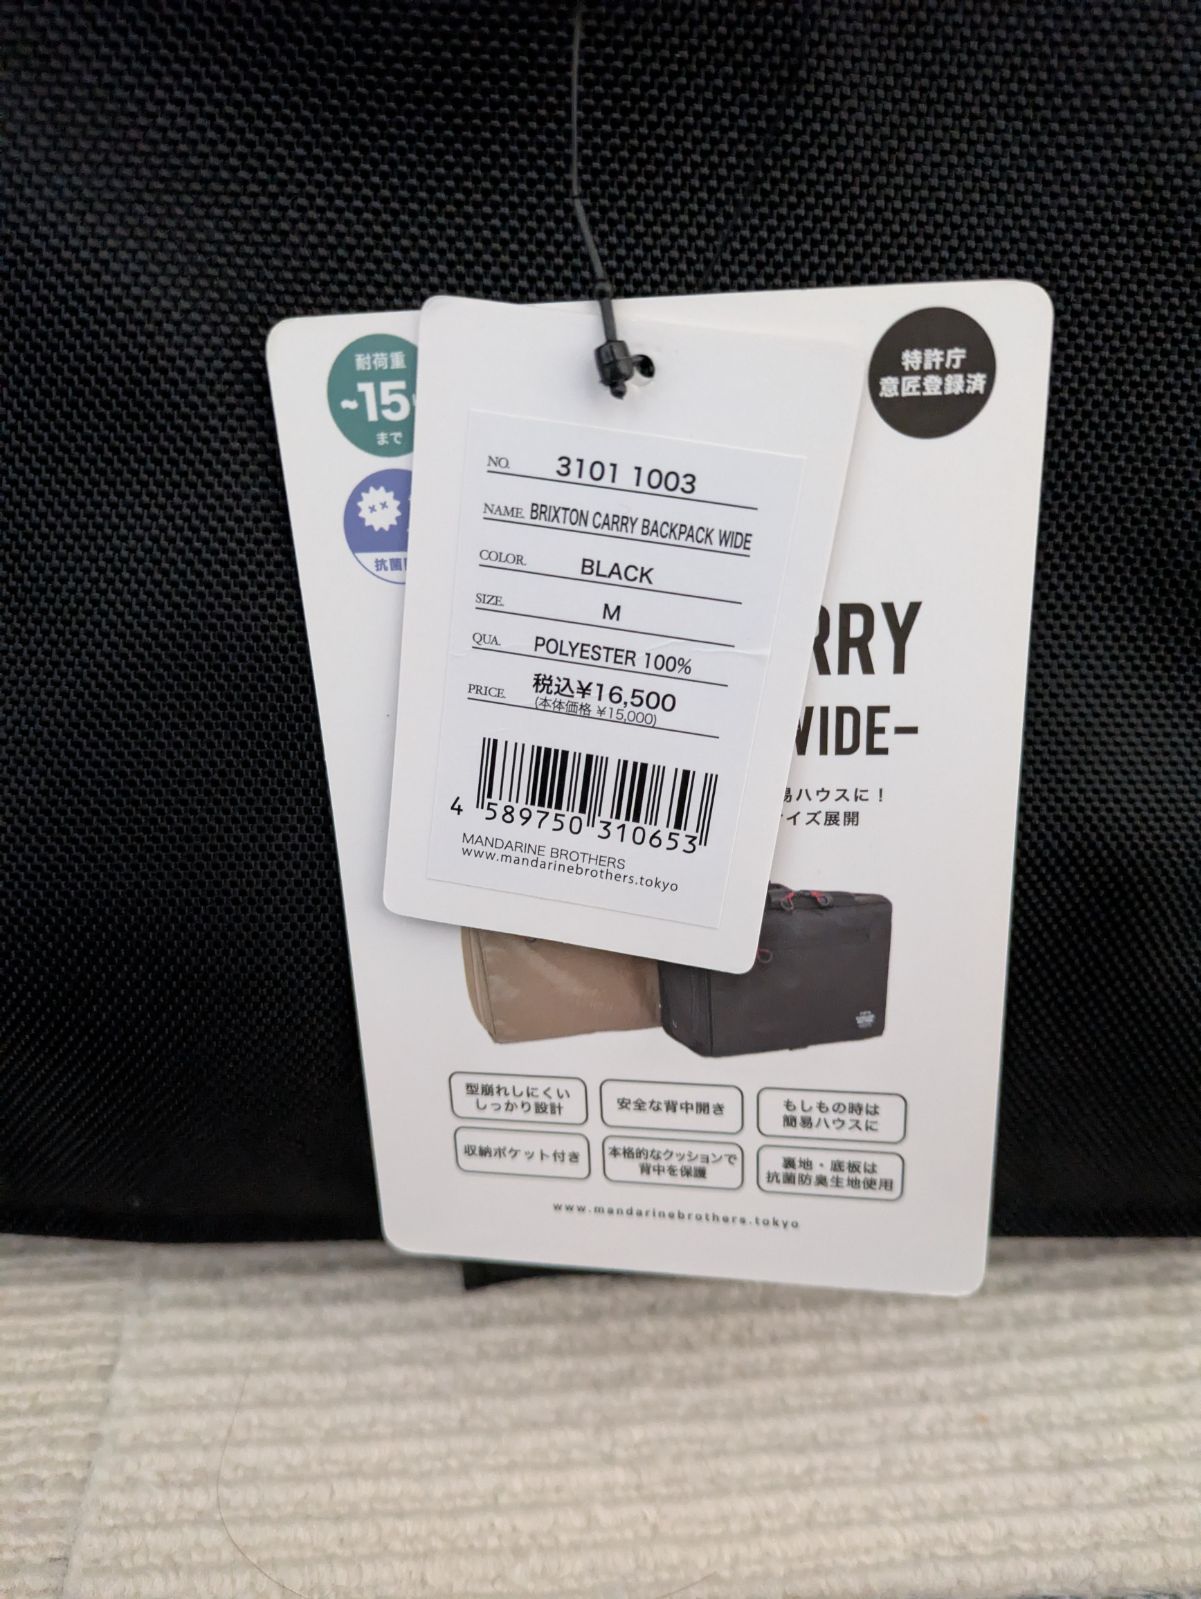 耐荷重
~15
まで
抗菌
特許庁
意匠登録済
NO. 3101 1003
NAME. BRIXTON CARRY BACKPACK WIDE
COLOR. BLACK
SIZE. M
QUA. POLYESTER 100%
PRICE. 税込¥16,500
(本体価格 ¥15,000)
4 589750 310653
MANDARINE BROTHERS
www.mandarinebrothers.tokyo
RRY
WIDE-
易ハウスに!
イズ展開
型崩れしにくい
しっかり設計
安全な背中開き
もしもの時は
簡易ハウスに
収納ポケット付き
本格的なクッションで
背中を保護
裏地・底板は
抗菌防臭生地使用
www.mandarinebrothers.tokyo